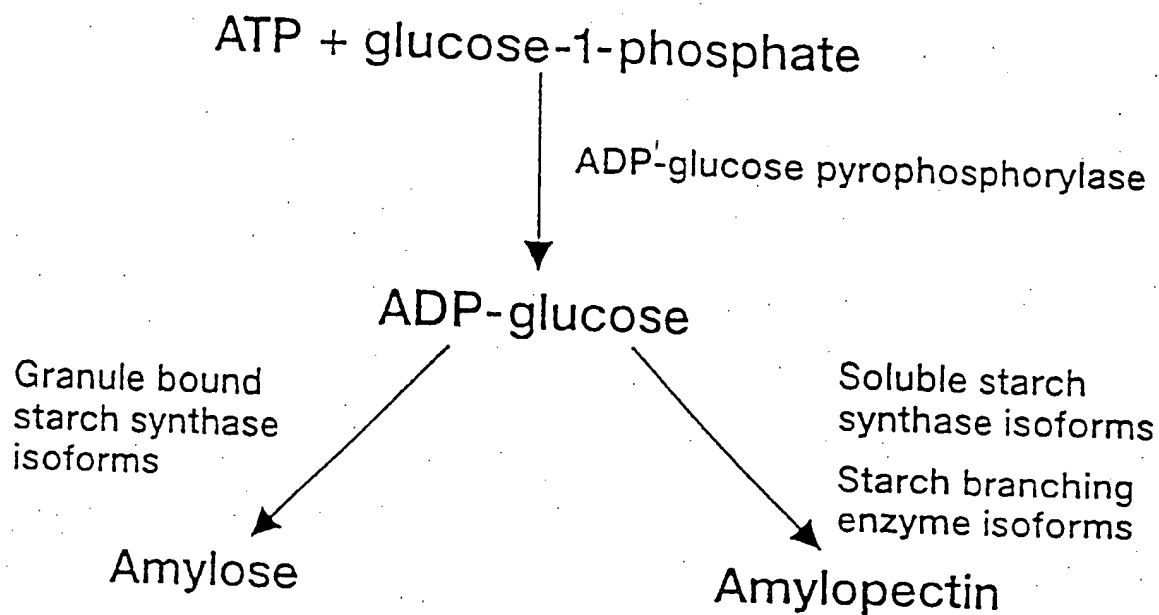 ATP + glucose-1-phosphate
ADP-glucose pyrophosphorylase
ADP-glucose
Granule bound
starch synthase
isoforms
Soluble starch
synthase isoforms
Starch branching
enzyme isoforms
Amylose
Amylopectin